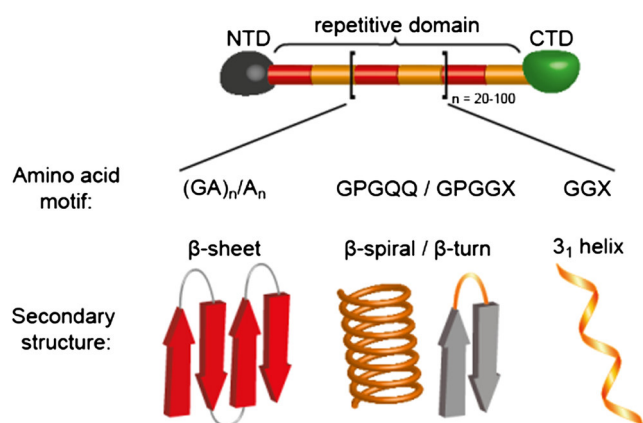 NTD
repetitive domain
CTD
n = 20-100
Amino acid
motif:
(GA)n/An
GPGQQ / GPGGX
GGX
β-sheet
β-spiral / β-turn
31 helix
Secondary
structure: